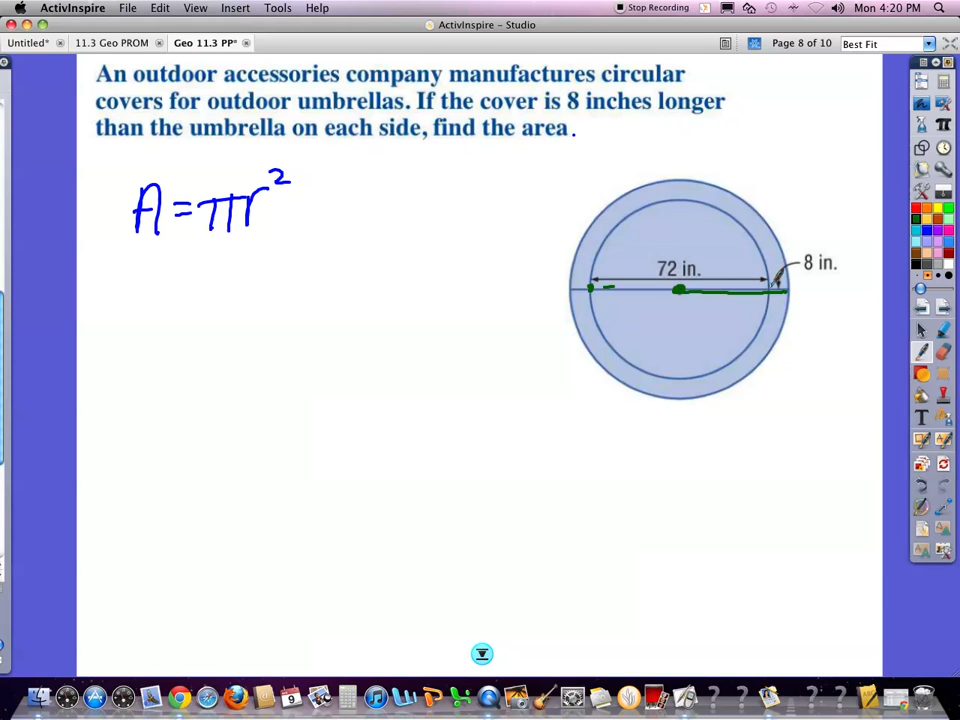 ActivInspire File Edit View Insert Tools Help Stop Recording Mon 4:20 PM
ActivInspire - Studio
Untitled* 11.3 Geo PROM 11.3 Geo 11.3 PP* Page 8 of 10 Best Fit
An outdoor accessories company manufactures circular
covers for outdoor umbrellas. If the cover is 8 inches longer
than the umbrella on each side, find the area.
A = πr²
72 in.
8 in.